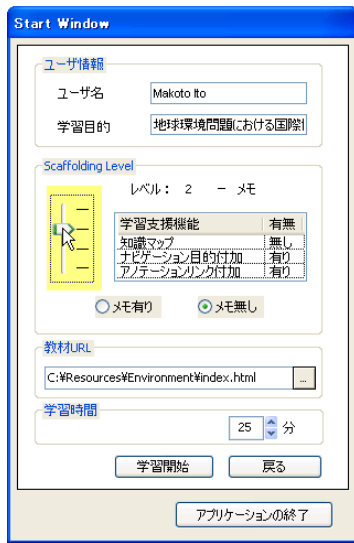 Start Window
ユーザ情報
ユーザ名 Makoto Ito
学習目的 地球環境問題における国際
Scaffolding Level
レベル： 2 － メモ
学習支援機能 有無
知識マップ 無し
ナビゲーション目的付加 有り
アノテーションリンク付加 有り
メモ有り メモ無し
教材URL
C:¥Resources¥Environment¥index.html ...
学習時間
25 分
学習開始 戻る
アプリケーションの終了